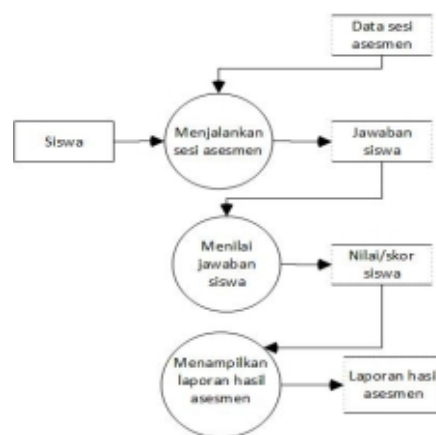 Data sesi
asesmen
Siswa
Menjalankan
sesi asesmen
Jawaban
siswa
Menilai
jawaban
siswa
Nilai/skor
siswa
Menampilkan
laporan hasil
asesmen
Laporan hasil
asesmen